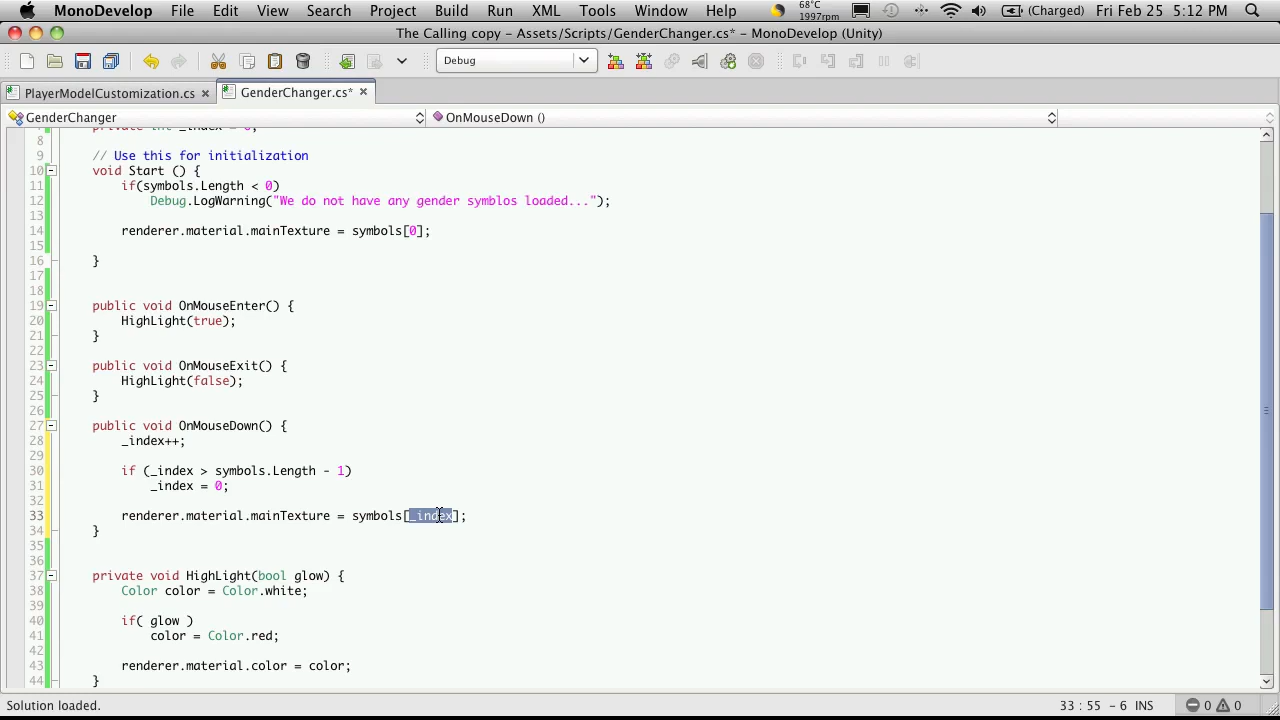 MonoDevelop File Edit View Search Project Build Run XML Tools Window Help 68°C 1997rpm (Charged) Fri Feb 25 5:12 PM
The Calling copy – Assets/Scripts/GenderChanger.cs* – MonoDevelop (Unity)
Debug
PlayerModelCustomization.cs × GenderChanger.cs* ×
GenderChanger OnMouseDown ()
7 private int _index = 0;
8
9 // Use this for initialization
10 void Start () {
11 if(symbols.Length < 0)
12 Debug.LogWarning("We do not have any gender symblos loaded...");
13
14 renderer.material.mainTexture = symbols[0];
15
16 }
17
18
19 public void OnMouseEnter() {
20 HighLight(true);
21 }
22
23 public void OnMouseExit() {
24 HighLight(false);
25 }
26
27 public void OnMouseDown() {
28 _index++;
29
30 if (_index > symbols.Length - 1)
31 _index = 0;
32
33 renderer.material.mainTexture = symbols[_index];
34 }
35
36
37 private void HighLight(bool glow) {
38 Color color = Color.white;
39
40 if( glow )
41 color = Color.red;
42
43 renderer.material.color = color;
44 }
Solution loaded. 33 : 55 - 6 INS 0 0